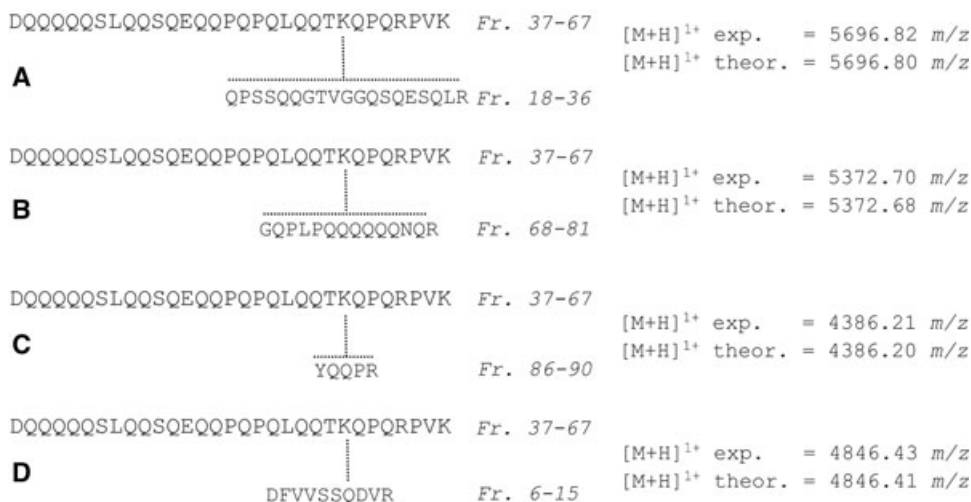 DQQQQQSLQQSQEQQPQPQLQQTKQPQRPVK Fr. 37-67
[M+H]¹⁺ exp. = 5696.82 m/z
[M+H]¹⁺ theor. = 5696.80 m/z
A
QPSSQQGTVGGQSQESQLR Fr. 18-36
DQQQQQSLQQSQEQQPQPQLQQTKQPQRPVK Fr. 37-67
[M+H]¹⁺ exp. = 5372.70 m/z
[M+H]¹⁺ theor. = 5372.68 m/z
B
GQPLPQQQQQQNQR Fr. 68-81
DQQQQQSLQQSQEQQPQPQLQQTKQPQRPVK Fr. 37-67
[M+H]¹⁺ exp. = 4386.21 m/z
[M+H]¹⁺ theor. = 4386.20 m/z
C
YQQPR Fr. 86-90
DQQQQQSLQQSQEQQPQPQLQQTKQPQRPVK Fr. 37-67
[M+H]¹⁺ exp. = 4846.43 m/z
[M+H]¹⁺ theor. = 4846.41 m/z
D
DFVVSSQDVR Fr. 6-15